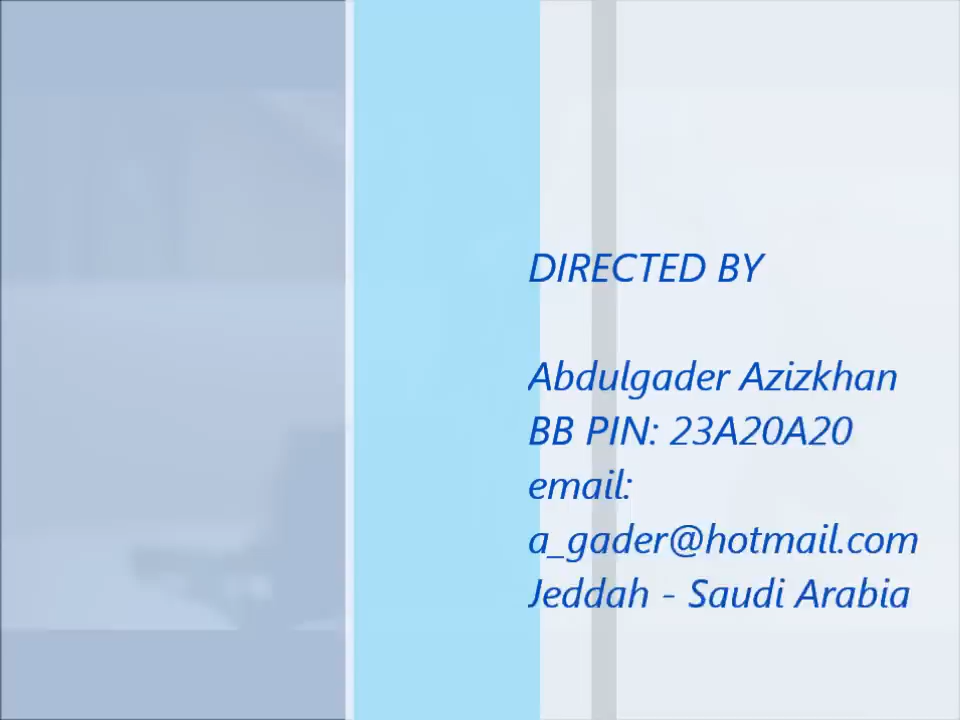 DIRECTED BY
Abdulgader Azizkhan
BB PIN: 23A20A20
email:
a_gader@hotmail.com
Jeddah - Saudi Arabia